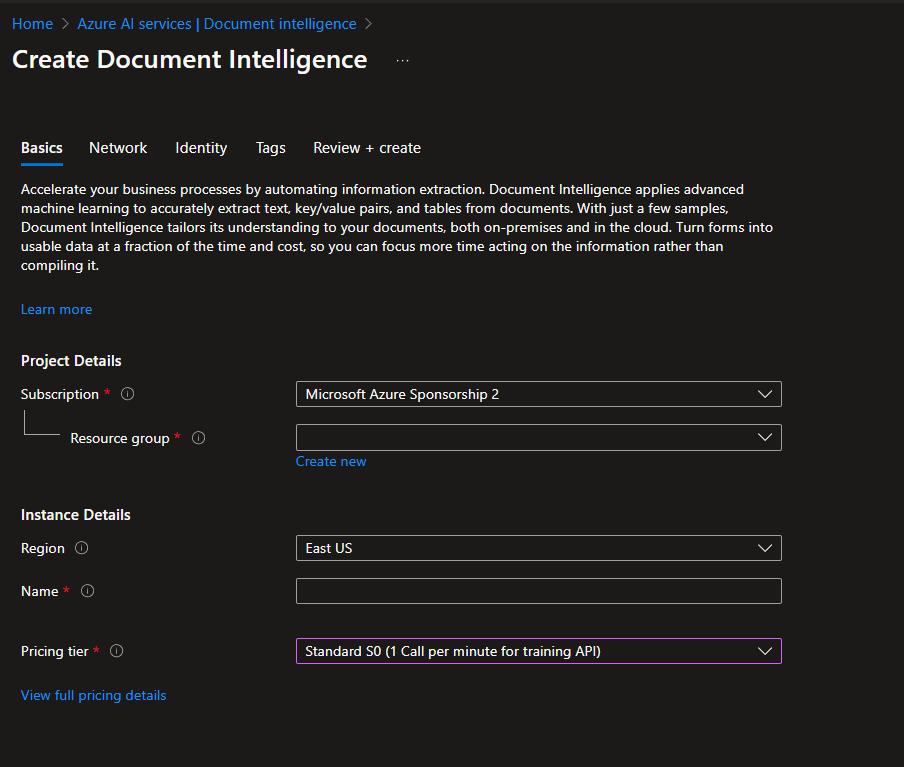 Home > Azure AI services | Document intelligence >
Create Document Intelligence ...
Basics Network Identity Tags Review + create
Accelerate your business processes by automating information extraction. Document Intelligence applies advanced
machine learning to accurately extract text, key/value pairs, and tables from documents. With just a few samples,
Document Intelligence tailors its understanding to your documents, both on-premises and in the cloud. Turn forms into
usable data at a fraction of the time and cost, so you can focus more time acting on the information rather than
compiling it.
Learn more
Project Details
Subscription * Microsoft Azure Sponsorship 2
Resource group *
Create new
Instance Details
Region East US
Name *
Pricing tier * Standard S0 (1 Call per minute for training API)
View full pricing details